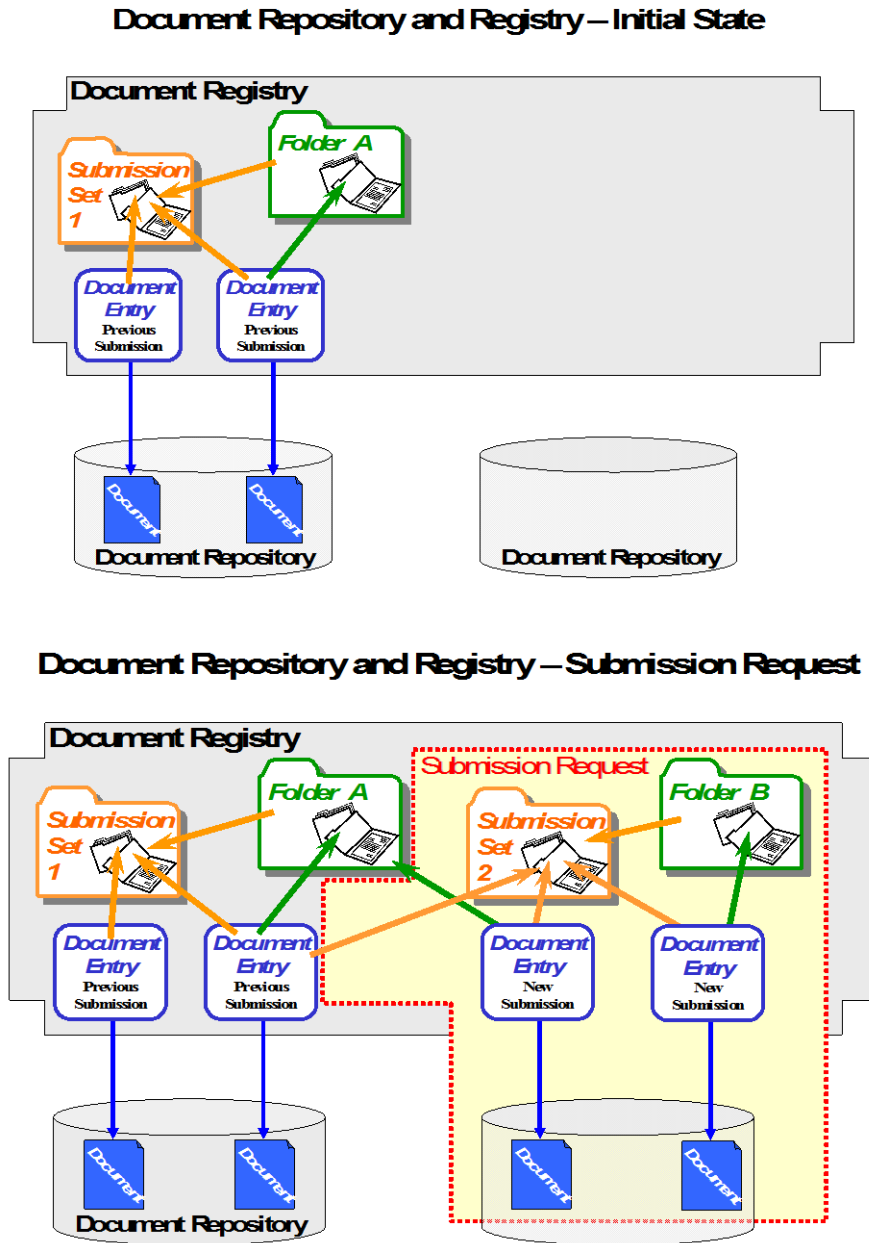 Document Repository and Registry – Initial State
Document Registry
Submission
Set
1
Folder A
Document
Entry
Previous
Submission
Document
Entry
Previous
Submission
Document
Document
Document Repository
Document Repository
Document Repository and Registry – Submission Request
Document Registry
Submission Request
Submission
Set
1
Folder A
Submission
Set
2
Folder B
Document
Entry
Previous
Submission
Document
Entry
Previous
Submission
Document
Entry
New
Submission
Document
Entry
New
Submission
Document
Document
Document
Document
Document Repository